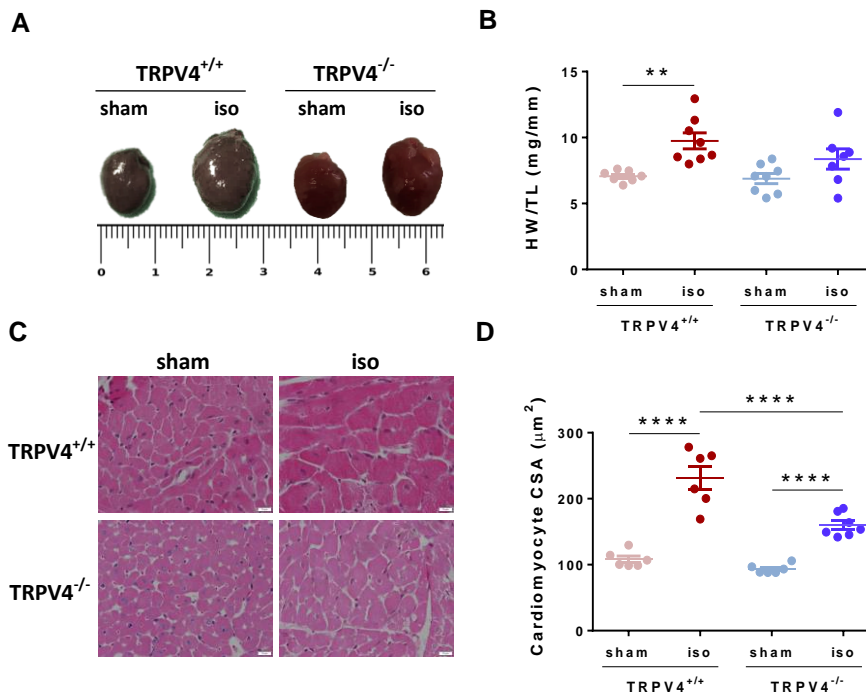 A
TRPV4+/+ TRPV4-/-
sham iso sham iso
0 1 2 3 4 5 6
B
HW/TL (mg/mm)
15
10
5
0
**
sham iso sham iso
TRPV4+/+ TRPV4-/-
C
sham iso
TRPV4+/+
TRPV4-/-
D
Cardiomyocyte CSA (μm2)
300
200
100
0
****
****
****
sham iso sham iso
TRPV4+/+ TRPV4-/-